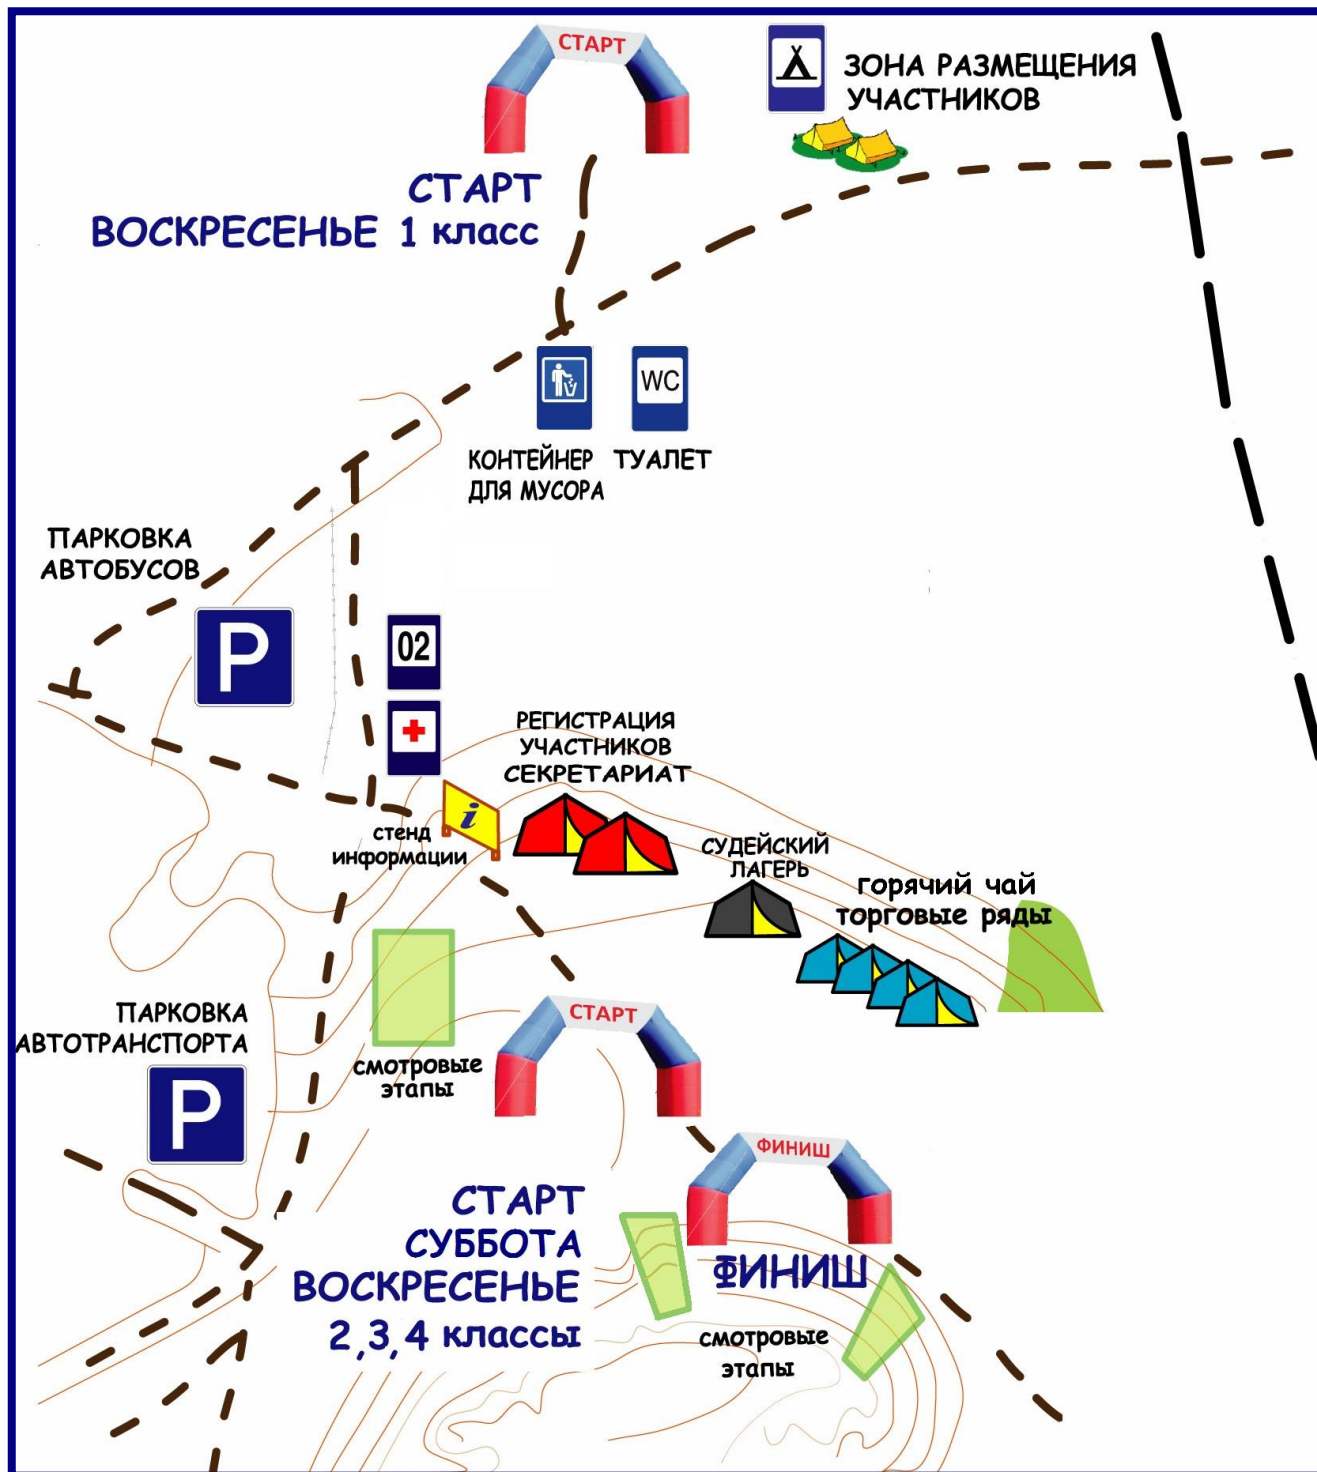 СТАРТ
ЗОНА РАЗМЕЩЕНИЯ
УЧАСТНИКОВ
СТАРТ
ВОСКРЕСЕНЬЕ 1 класс
WC
КОНТЕЙНЕР
ДЛЯ МУСОРА
ТУАЛЕТ
ПАРКОВКА
АВТОБУСОВ
P
02
РЕГИСТРАЦИЯ
УЧАСТНИКОВ
СЕКРЕТАРИАТ
i
стенд
информации
СУДЕЙСКИЙ
ЛАГЕРЬ
горячий чай
торговые ряды
ПАРКОВКА
АВТОТРАНСПОРТА
P
смотровые
этапы
СТАРТ
ФИНИШ
СТАРТ
СУББОТА
ВОСКРЕСЕНЬЕ
2,3,4 классы
ФИНИШ
смотровые
этапы